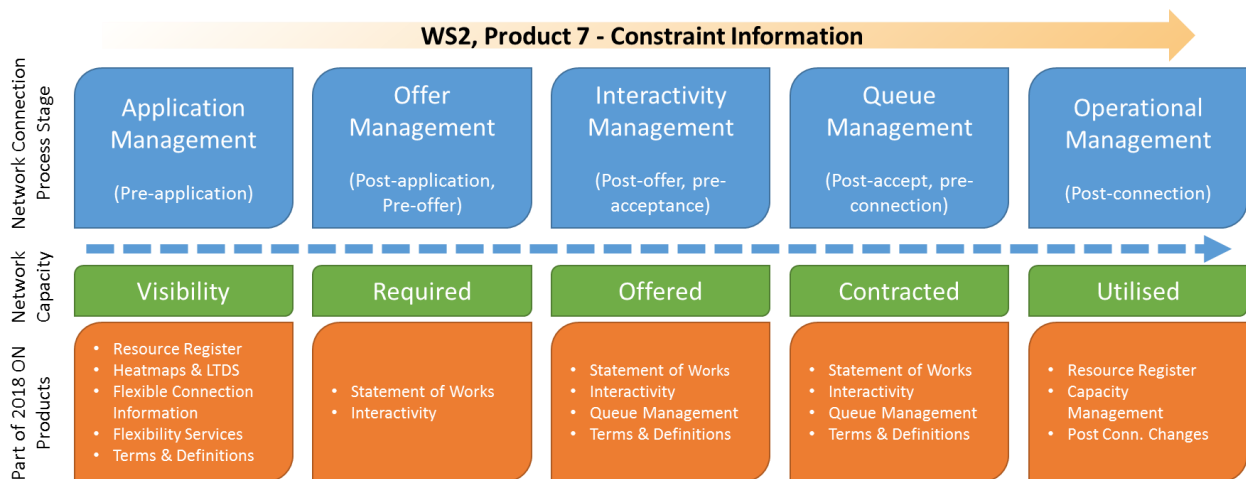 WS2, Product 7 - Constraint Information
Network Connection
Process Stage
Application
Management
(Pre-application)
Offer
Management
(Post-application,
Pre-offer)
Interactivity
Management
(Post-offer, pre-
acceptance)
Queue
Management
(Post-accept, pre-
connection)
Operational
Management
(Post-connection)
Network
Capacity
Visibility
Required
Offered
Contracted
Utilised
Part of 2018 ON
Products
• Resource Register
• Heatmaps & LTDS
• Flexible Connection
Information
• Flexibility Services
• Terms & Definitions
• Statement of Works
• Interactivity
• Statement of Works
• Interactivity
• Queue Management
• Terms & Definitions
• Statement of Works
• Interactivity
• Queue Management
• Terms & Definitions
• Resource Register
• Capacity
Management
• Post Conn. Changes